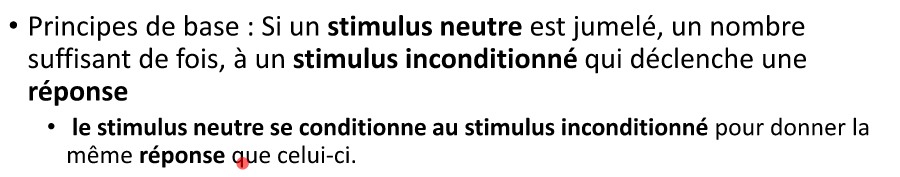 • Principes de base : Si un stimulus neutre est jumelé, un nombre
suffisant de fois, à un stimulus inconditionné qui déclenche une
réponse
• le stimulus neutre se conditionne au stimulus inconditionné pour donner la
même réponse que celui-ci.